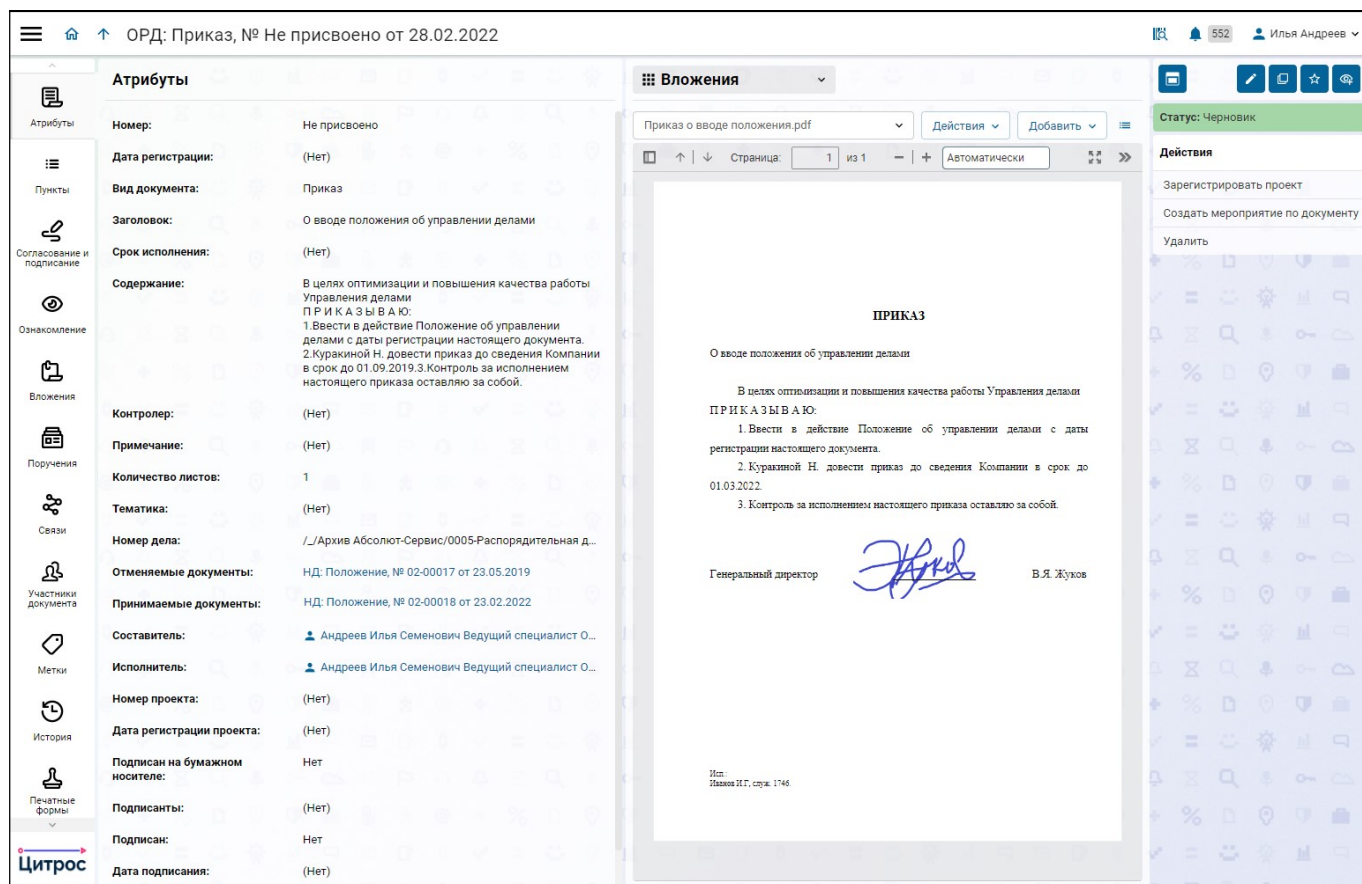 ОРД: Приказ, № Не присвоено от 28.02.2022
552
Илья Андреев
Атрибуты
Пункты
Согласование и
подписание
Ознакомление
Вложения
Поручения
Связи
Участники
документа
Метки
История
Печатные
формы
Цитрос
Атрибуты
Номер: Не присвоено
Дата регистрации: (Нет)
Вид документа: Приказ
Заголовок: О вводе положения об управлении делами
Срок исполнения: (Нет)
Содержание: В целях оптимизации и повышения качества работы
Управления делами
П Р И К А З Ы В А Ю:
1.Ввести в действие Положение об управлении
делами с даты регистрации настоящего документа.
2.Куракиной Н. довести приказ до сведения Компании
в срок до 01.09.2019.3.Контроль за исполнением
настоящего приказа оставляю за собой.
Контролер: (Нет)
Примечание: (Нет)
Количество листов: 1
Тематика: (Нет)
Номер дела: /_/Архив Абсолют-Сервис/0005-Распорядительная д...
Отменяемые документы: НД: Положение, № 02-00017 от 23.05.2019
Принимаемые документы: НД: Положение, № 02-00018 от 23.02.2022
Составитель: Андреев Илья Семенович Ведущий специалист О...
Исполнитель: Андреев Илья Семенович Ведущий специалист О...
Номер проекта: (Нет)
Дата регистрации проекта: (Нет)
Подписан на бумажном Нет
носителе:
Подписанты: (Нет)
Подписан: Нет
Дата подписания: (Нет)
Вложения
Приказ о вводе положения.pdf Действия Добавить
Страница: 1 из 1 Автоматически
ПРИКАЗ
О вводе положения об управлении делами
В целях оптимизации и повышения качества работы Управления делами
П Р И К А З Ы В А Ю:
1. Ввести в действие Положение об управлении делами с даты
регистрации настоящего документа.
2. Куракиной Н. довести приказ до сведения Компании в срок до
01.03.2022.
3. Контроль за исполнением настоящего приказа оставляю за собой.
Генеральный директор В.Я. Жуков
Исп.:
Иванов И.Г, служ. 1746.
Статус: Черновик
Действия
Зарегистрировать проект
Создать мероприятие по документу
Удалить